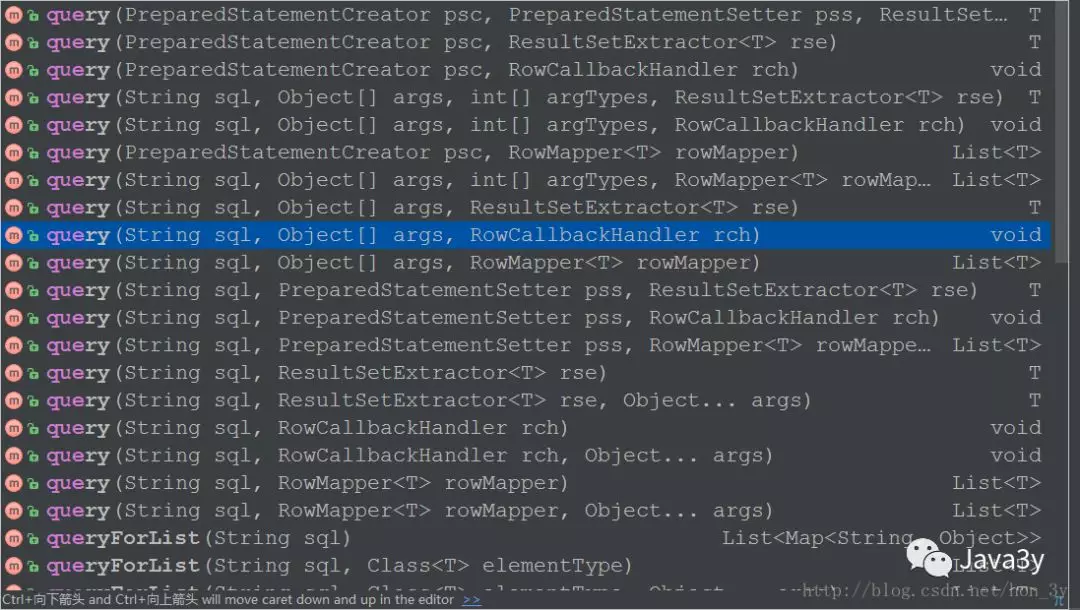 query(PreparedStatementCreator psc, PreparedStatementSetter pss, ResultSet… T
query(PreparedStatementCreator psc, ResultSetExtractor<T> rse) T
query(PreparedStatementCreator psc, RowCallbackHandler rch) void
query(String sql, Object[] args, int[] argTypes, ResultSetExtractor<T> rse) T
query(String sql, Object[] args, int[] argTypes, RowCallbackHandler rch) void
query(PreparedStatementCreator psc, RowMapper<T> rowMapper) List<T>
query(String sql, Object[] args, int[] argTypes, RowMapper<T> rowMap… List<T>
query(String sql, Object[] args, ResultSetExtractor<T> rse) T
query(String sql, Object[] args, RowCallbackHandler rch) void
query(String sql, Object[] args, RowMapper<T> rowMapper) List<T>
query(String sql, PreparedStatementSetter pss, ResultSetExtractor<T> rse) T
query(String sql, PreparedStatementSetter pss, RowCallbackHandler rch) void
query(String sql, PreparedStatementSetter pss, RowMapper<T> rowMappe… List<T>
query(String sql, ResultSetExtractor<T> rse) T
query(String sql, ResultSetExtractor<T> rse, Object... args) T
query(String sql, RowCallbackHandler rch) void
query(String sql, RowCallbackHandler rch, Object... args) void
query(String sql, RowMapper<T> rowMapper) List<T>
query(String sql, RowMapper<T> rowMapper, Object... args) List<T>
queryForList(String sql) List<Map<String, Object>>
queryForList(String sql, Class<T> elementType) List<T>
Java3y
http://blog.csdn.net/hon_3y
Ctrl+向下箭头 and Ctrl+向上箭头 will move caret down and up in the editor >> π